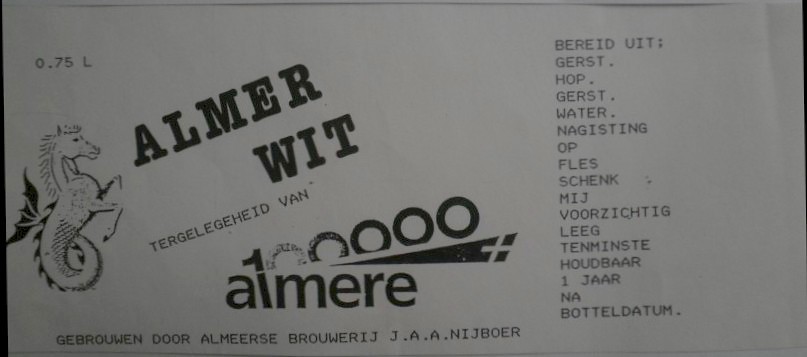 0.75 L
ALMER
WIT
TERGELEGEHEID VAN
100000
almere
GEBROUWEN DOOR ALMEERSE BROUWERIJ J.A.A.NIJBOER
BEREID UIT;
GERST.
HOP.
GERST.
WATER.
NAGISTING
OP
FLES
SCHENK
MIJ
VOORZICHTIG
LEEG
TENMINSTE
HOUDBAAR
1 JAAR
NA
BOTTELDATUM.